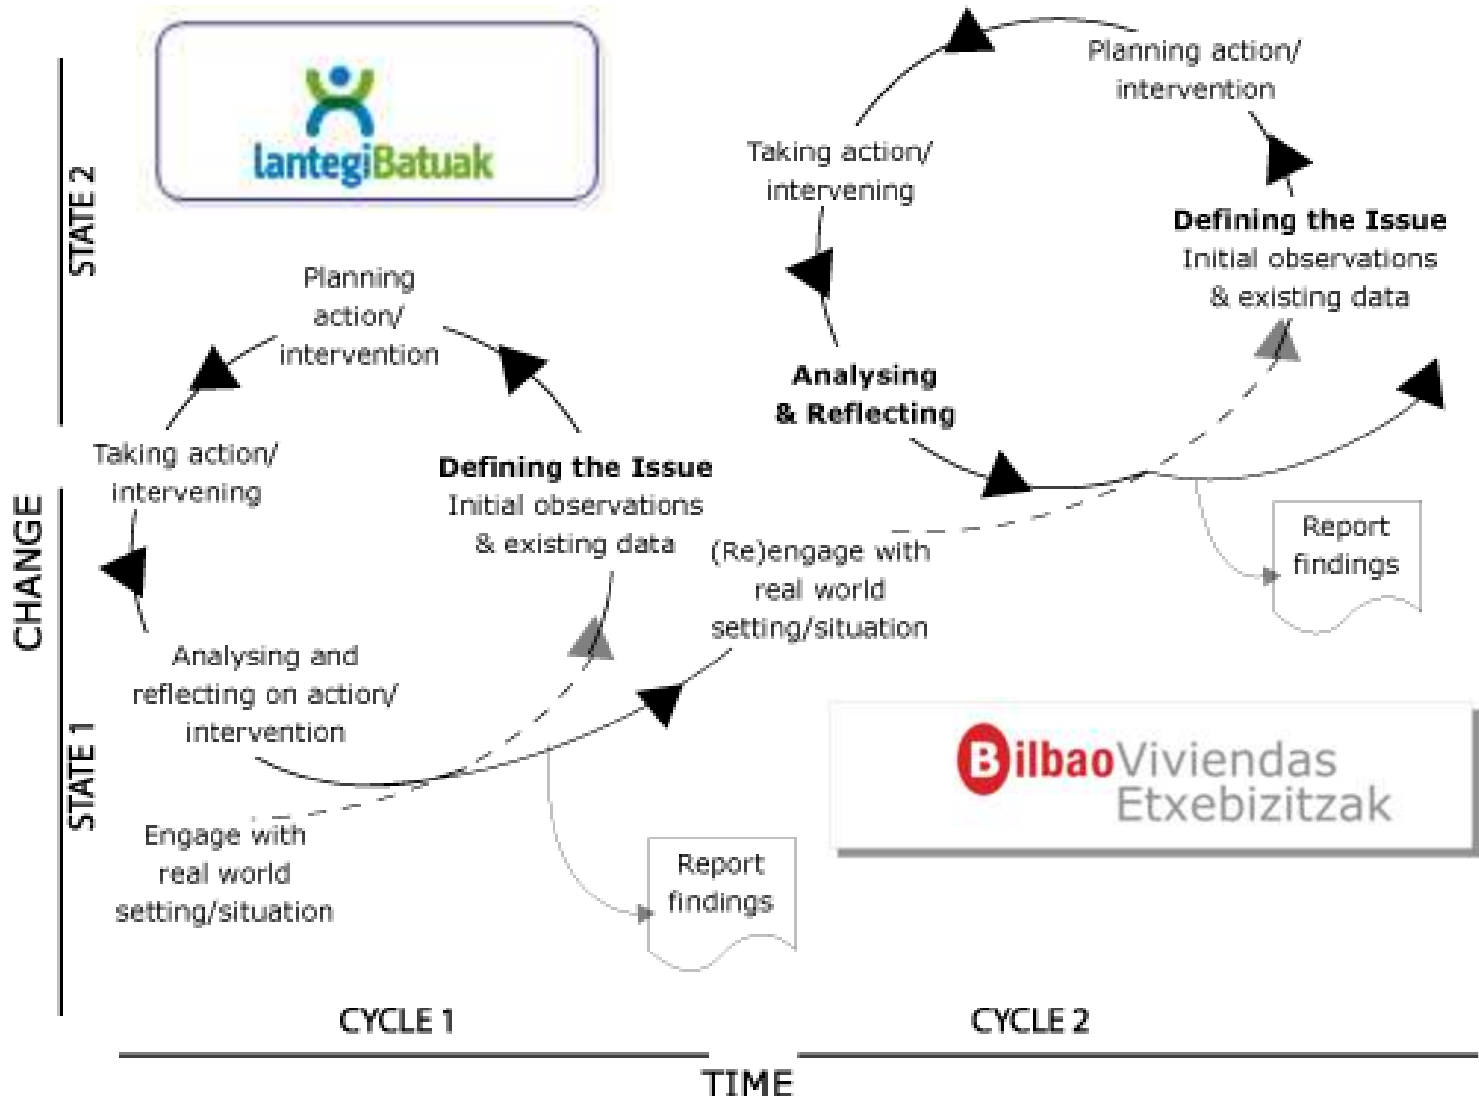 STATE 2
lantegiBatuak
Planning action/
intervention
Taking action/
intervening
Defining the Issue
Initial observations
& existing data
Analysing
& Reflecting
Planning
action/
intervention
Taking action/
intervening
Defining the Issue
Initial observations
& existing data
(Re)engage with
real world
setting/situation
Report
findings
CHANGE
STATE 1
Analysing and
reflecting on action/
intervention
Engage with
real world
setting/situation
Report
findings
BilbaoViviendas
Etxebizitzak
CYCLE 1
CYCLE 2
TIME